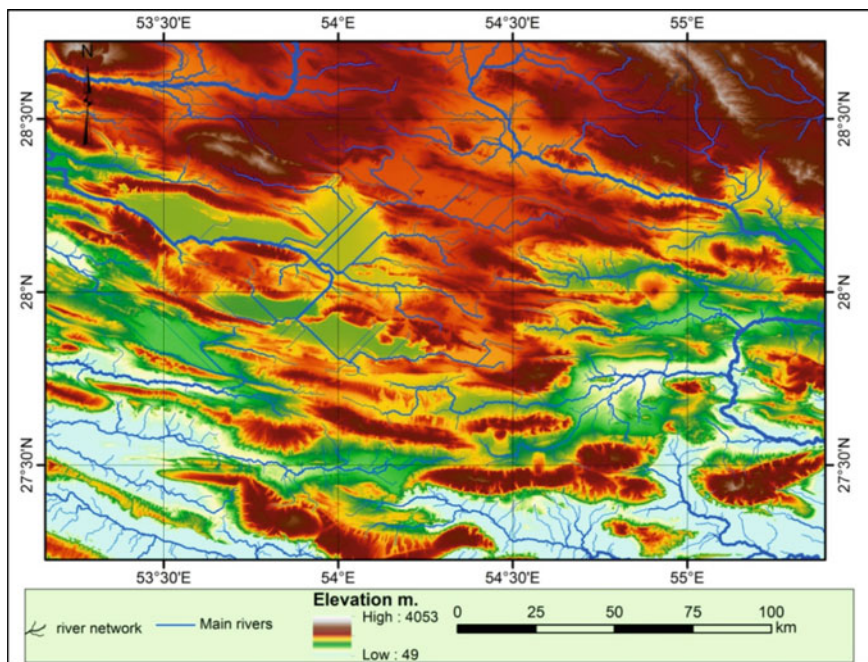 53°30'E 54°E 54°30'E 55°E
N
28°30'N 28°30'N
28°N 28°N
27°30'N 27°30'N
53°30'E 54°E 54°30'E 55°E
river network
Main rivers
Elevation m.
High : 4053
Low : 49
0 25 50 75 100
km